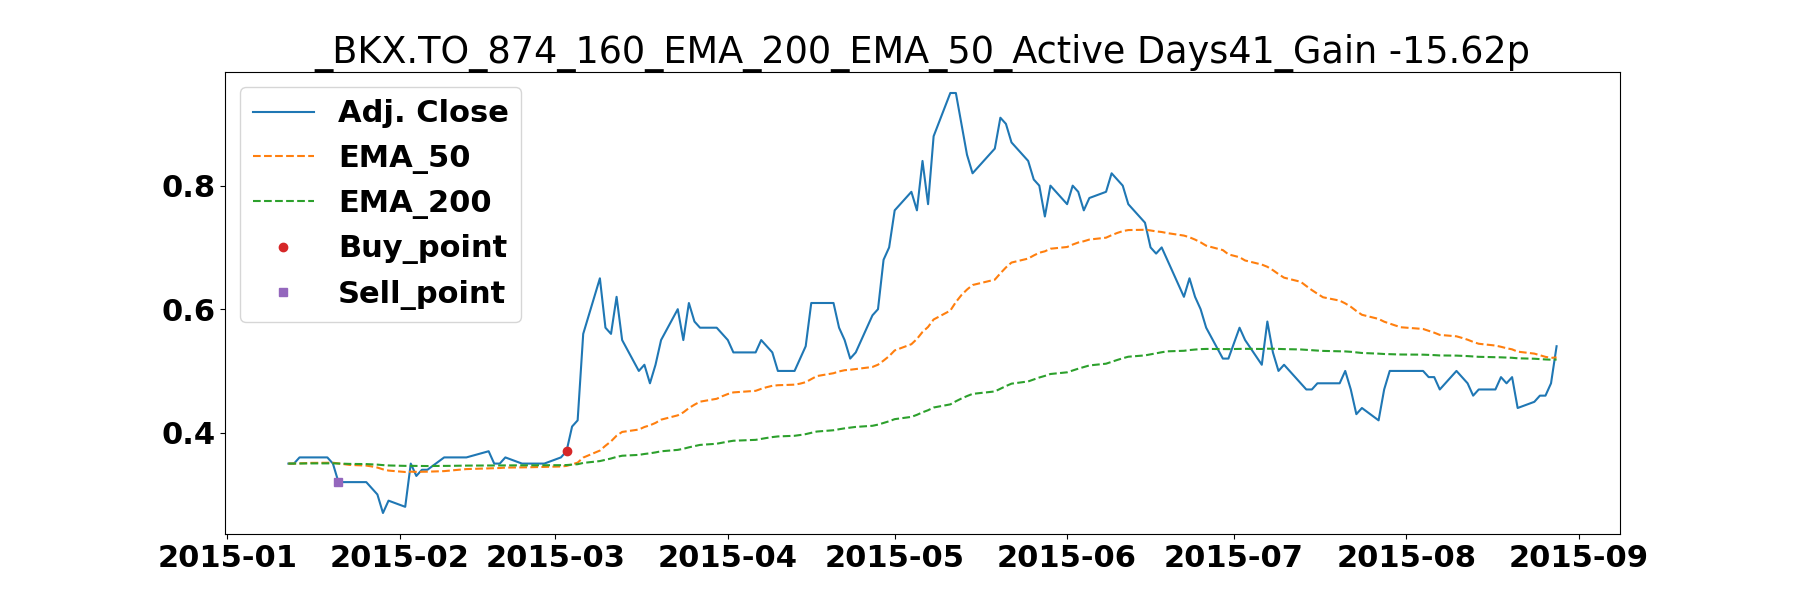 _BKX.TO_874_160_EMA_200_EMA_50_Active Days41_Gain -15.62p
Adj. Close
EMA_50
EMA_200
Buy_point
Sell_point
0.8
0.6
0.4
2015-01 2015-02 2015-03 2015-04 2015-05 2015-06 2015-07 2015-08 2015-09